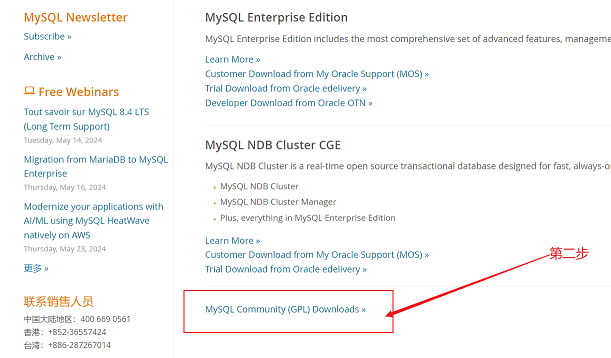 MySQL Newsletter
Subscribe »
Archive »
Free Webinars
Tout savoir sur MySQL 8.4 LTS
(Long Term Support)
Tuesday, May 14, 2024
Migration from MariaDB to MySQL
Enterprise
Thursday, May 16, 2024
Modernize your applications with
AI/ML using MySQL HeatWave
natively on AWS
Thursday, May 23, 2024
更多 »
联系销售人员
中国大陆地区：400 669 0561
香港：+852-36557424
台湾：+886-287267014
MySQL Enterprise Edition
MySQL Enterprise Edition includes the most comprehensive set of advanced features, manageme
Learn More »
Customer Download from My Oracle Support (MOS) »
Trial Download from Oracle edelivery »
Developer Download from Oracle OTN »
MySQL NDB Cluster CGE
MySQL NDB Cluster is a real-time open source transactional database designed for fast, always-o
MySQL NDB Cluster
MySQL NDB Cluster Manager
Plus, everything in MySQL Enterprise Edition
Learn More »
Customer Download from My Oracle Support (MOS) »
Trial Download from Oracle edelivery »
第二步
MySQL Community (GPL) Downloads »